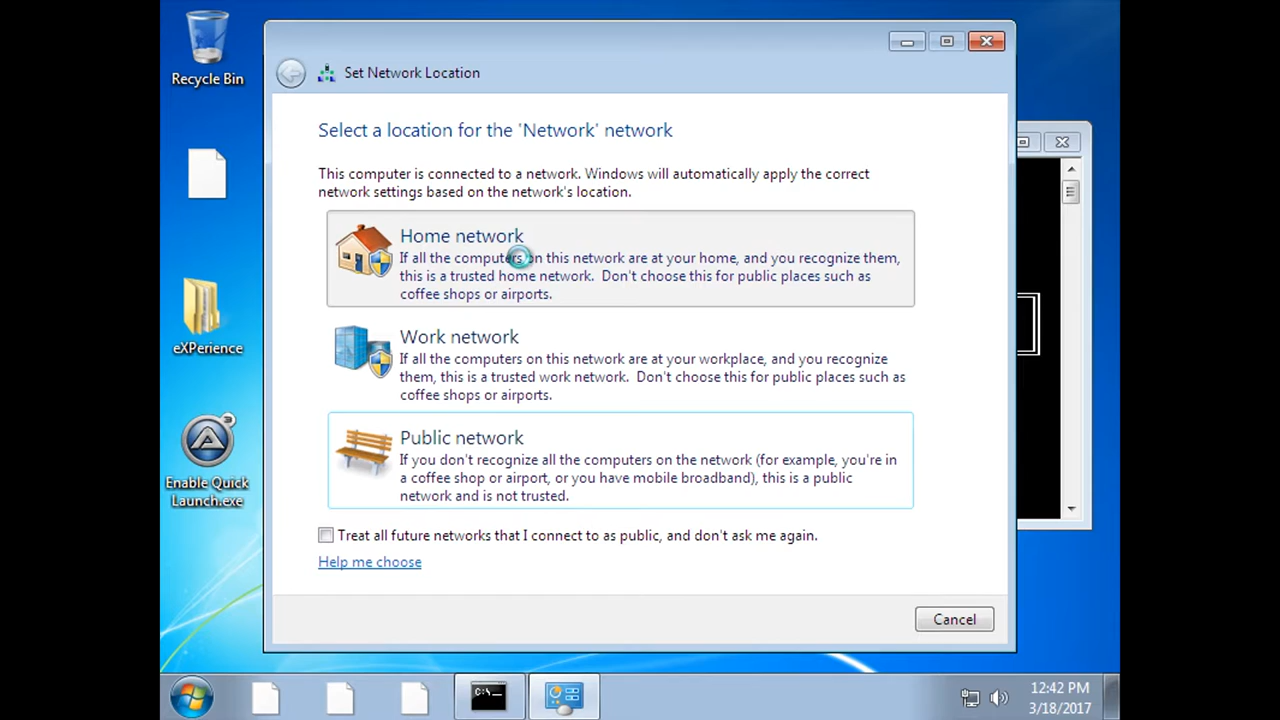 Recycle Bin
eXPerience
Enable Quick
Launch.exe
Set Network Location
Select a location for the 'Network' network
This computer is connected to a network. Windows will automatically apply the correct
network settings based on the network's location.
Home network
If all the computers on this network are at your home, and you recognize them,
this is a trusted home network.  Don't choose this for public places such as
coffee shops or airports.
Work network
If all the computers on this network are at your workplace, and you recognize
them, this is a trusted work network.  Don't choose this for public places such as
coffee shops or airports.
Public network
If you don't recognize all the computers on the network (for example, you're in
a coffee shop or airport, or you have mobile broadband), this is a public
network and is not trusted.
Treat all future networks that I connect to as public, and don't ask me again.
Help me choose
Cancel
C:\_
12:42 PM
3/18/2017